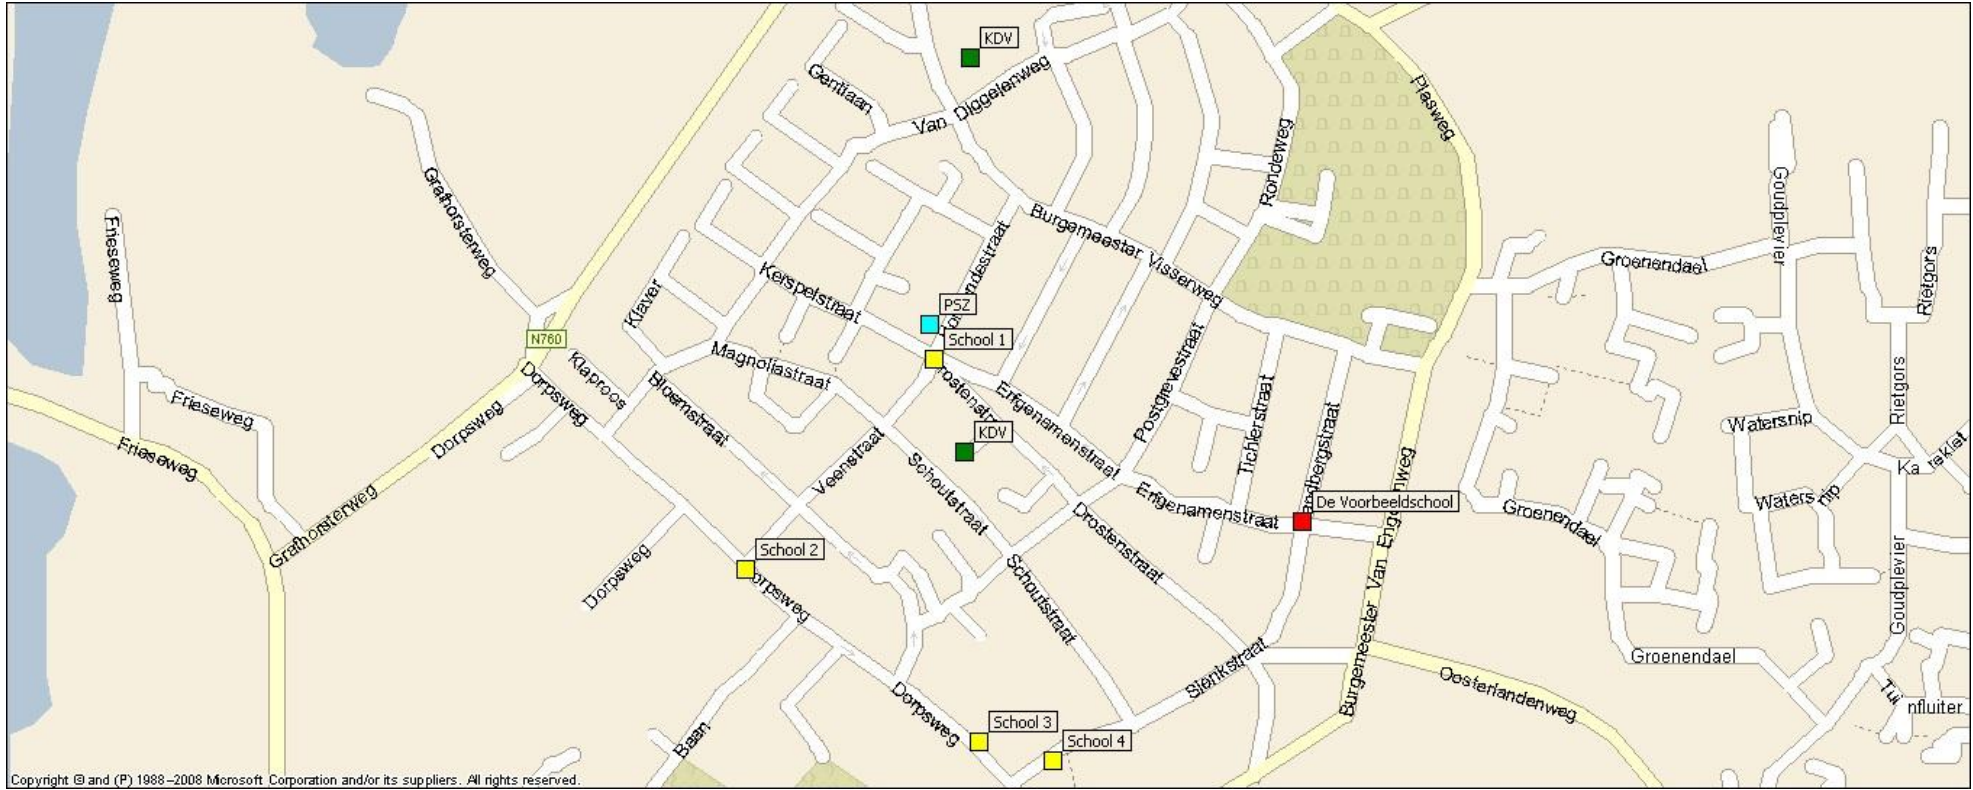 KDV
Gentiaan
Van Diggelenweg
Plasweg
Rondeweg
Grafhorsterweg
Goudplevier
Frieseweg
Burgemeester Visserweg
Groenendael
Rietgors
Kerspelstraat
Klaver
PSZ
School 1
N760
Magnoliastraat
Klaproos
Dorpsweg
Bloemstraat
Erfgenamenstraat
Postgrevestraat
Tichlerstraat
Rietgors
Frieseweg
Dorpsweg
Frieseweg
KDV
Veenstraat
Schoutstraat
Watersnip
Grafhorsterweg
Erfgenamenstraat
De Voorbeeldschool
Groenendael
Watersnip
Drostenstraat
School 2
Dorpsweg
Dorpsweg
Schoutstraat
Goudplevier
Burgemeester Van
Slenkstraat
Groenendael
Oosterlandenweg
Dorpsweg
School 3
School 4
Baan
nfluiter
Copyright © and (P) 1988–2008 Microsoft Corporation and/or its suppliers. All rights reserved.